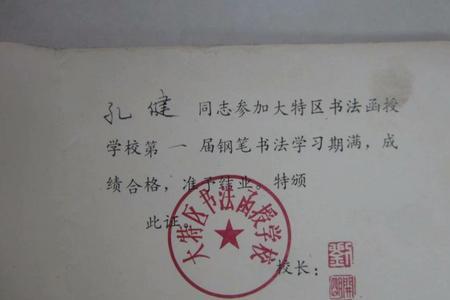 孔健 同志参加大特区书法函授
学校第一届钢笔书法学习期满，成
绩合格，准予结业。特颁
此证。
大特区书法函授学校
校长：